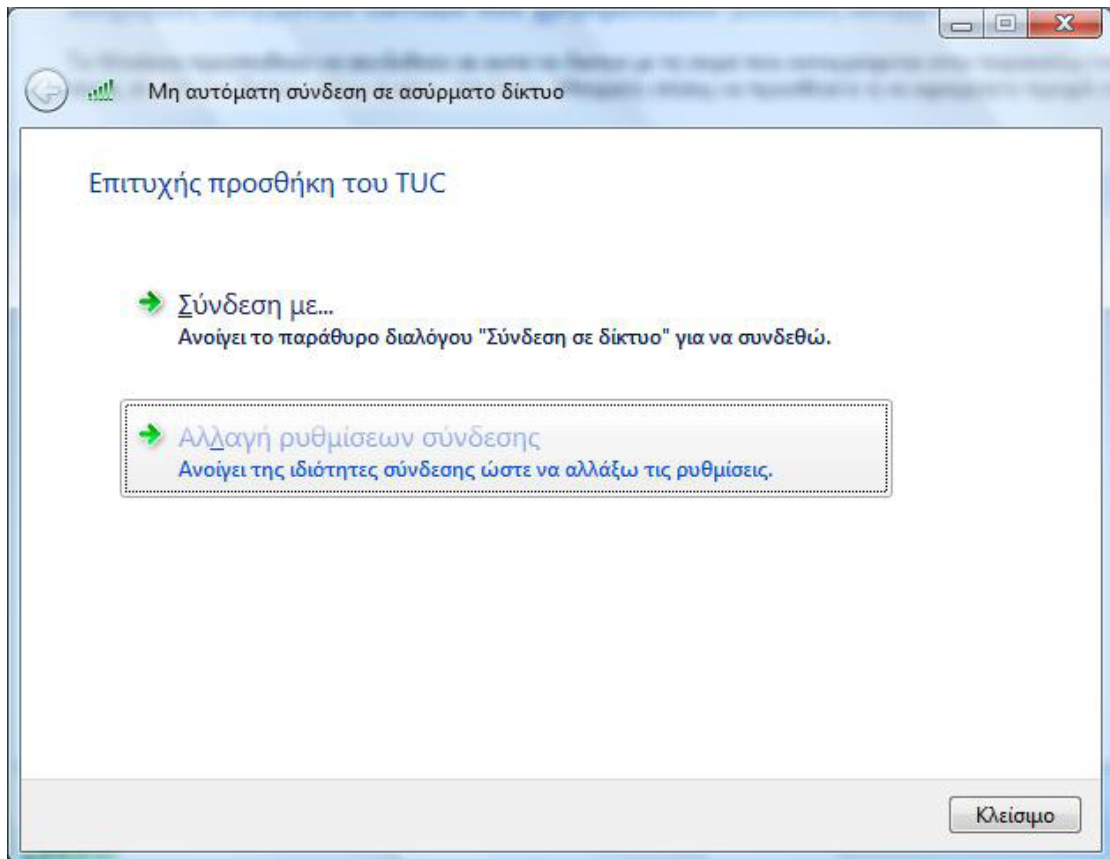 Μη αυτόματη σύνδεση σε ασύρματο δίκτυο
Επιτυχής προσθήκη του TUC
Σύνδεση με...
Ανοίγει το παράθυρο διαλόγου "Σύνδεση σε δίκτυο" για να συνδεθώ.
Αλλαγή ρυθμίσεων σύνδεσης
Ανοίγει της ιδιότητες σύνδεσης ώστε να αλλάξω τις ρυθμίσεις.
Κλείσιμο